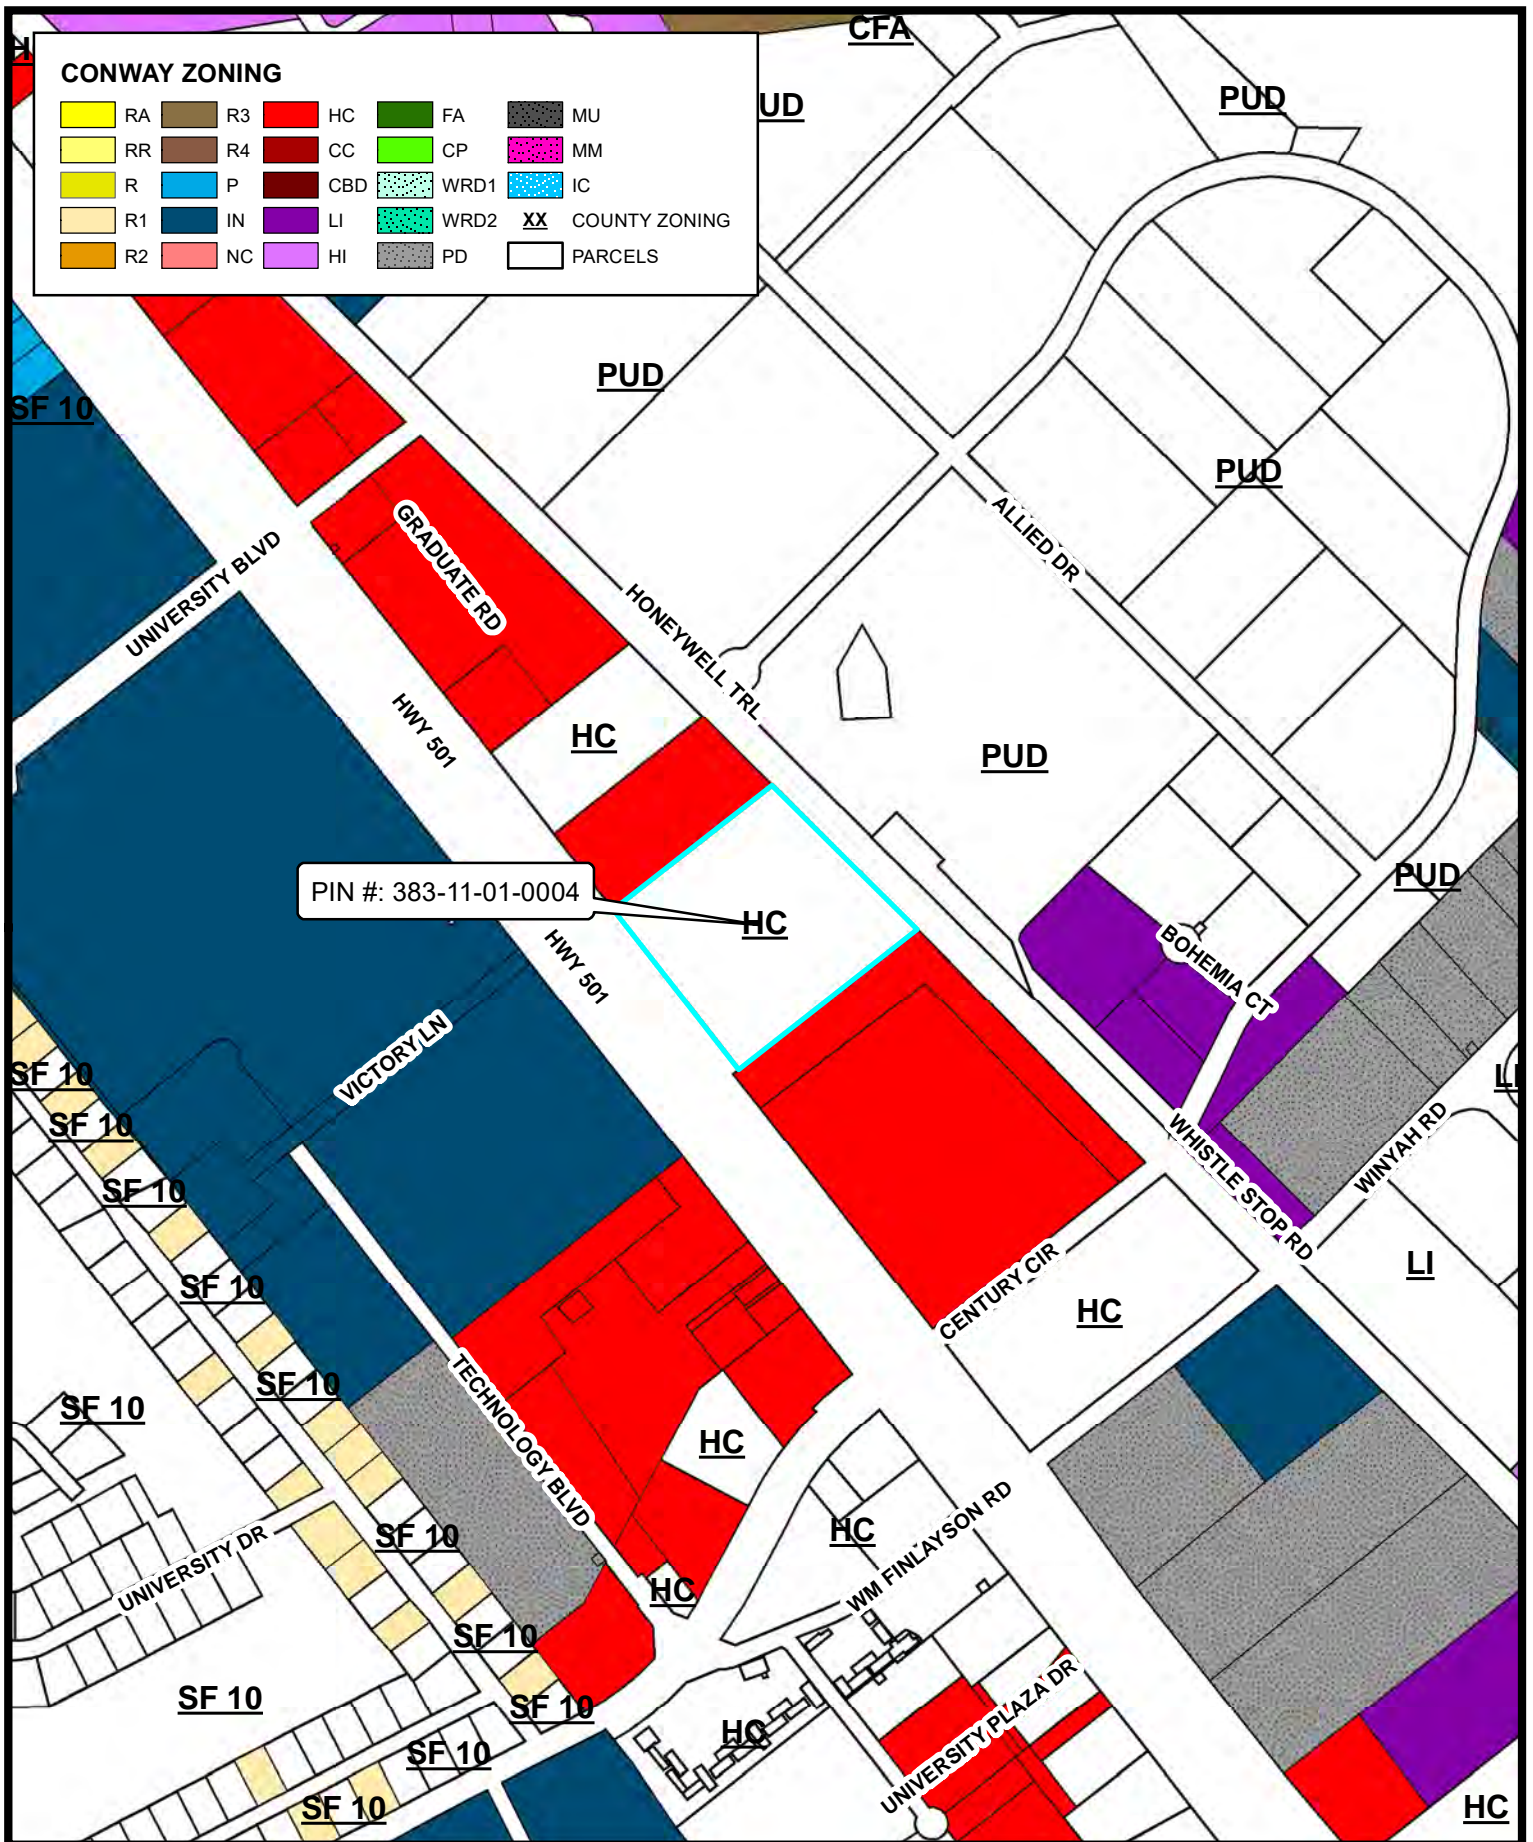 CFA
H
CONWAY ZONING
RA
R3
HC
FA
MU
RR
R4
CC
CP
MM
R
P
CBD
WRD1
IC
R1
IN
LI
WRD2
XX COUNTY ZONING
R2
NC
HI
PD
PARCELS
UD
PUD
PUD
SF 10
PUD
GRADUATE RD
ALLIED DR
UNIVERSITY BLVD
HONEYWELL TRL
HWY 501
HC
PUD
PIN #: 383-11-01-0004
HC
PUD
HWY 501
BOHEMIA CT
VICTORY LN
SF 10
LI
SF 10
WHISTLE STOP RD
WINYAH RD
SF 10
SF 10
CENTURY CIR
LI
HC
SF 10
SF 10
TECHNOLOGY BLVD
HC
SF 10
HC
WM FINLAYSON RD
UNIVERSITY DR
HC
SF 10
SF 10
SF 10
UNIVERSITY PLAZA DR
HC
SF 10
SF 10
HC